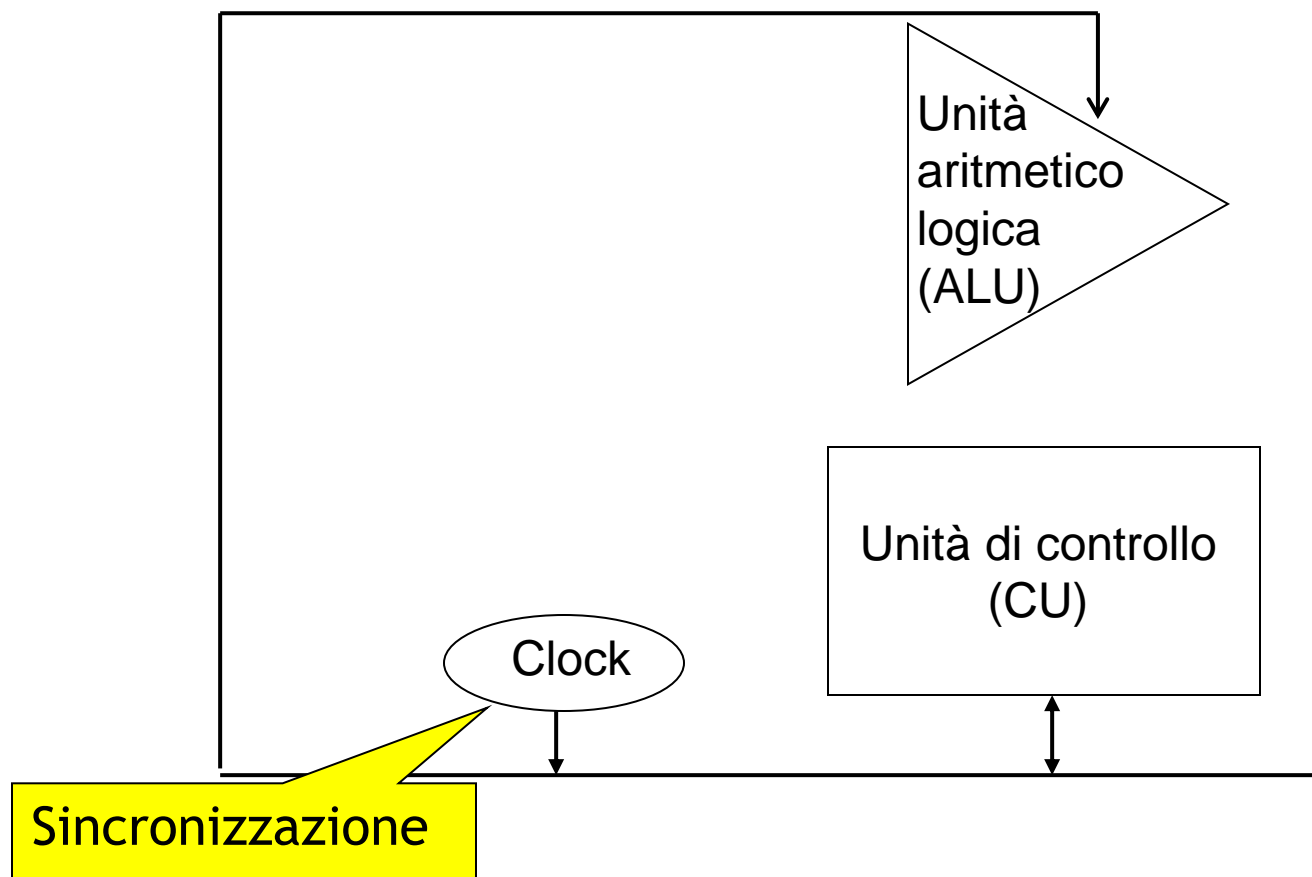 Unità
aritmetico
logica
(ALU)
Unità di controllo
(CU)
Clock
Sincronizzazione